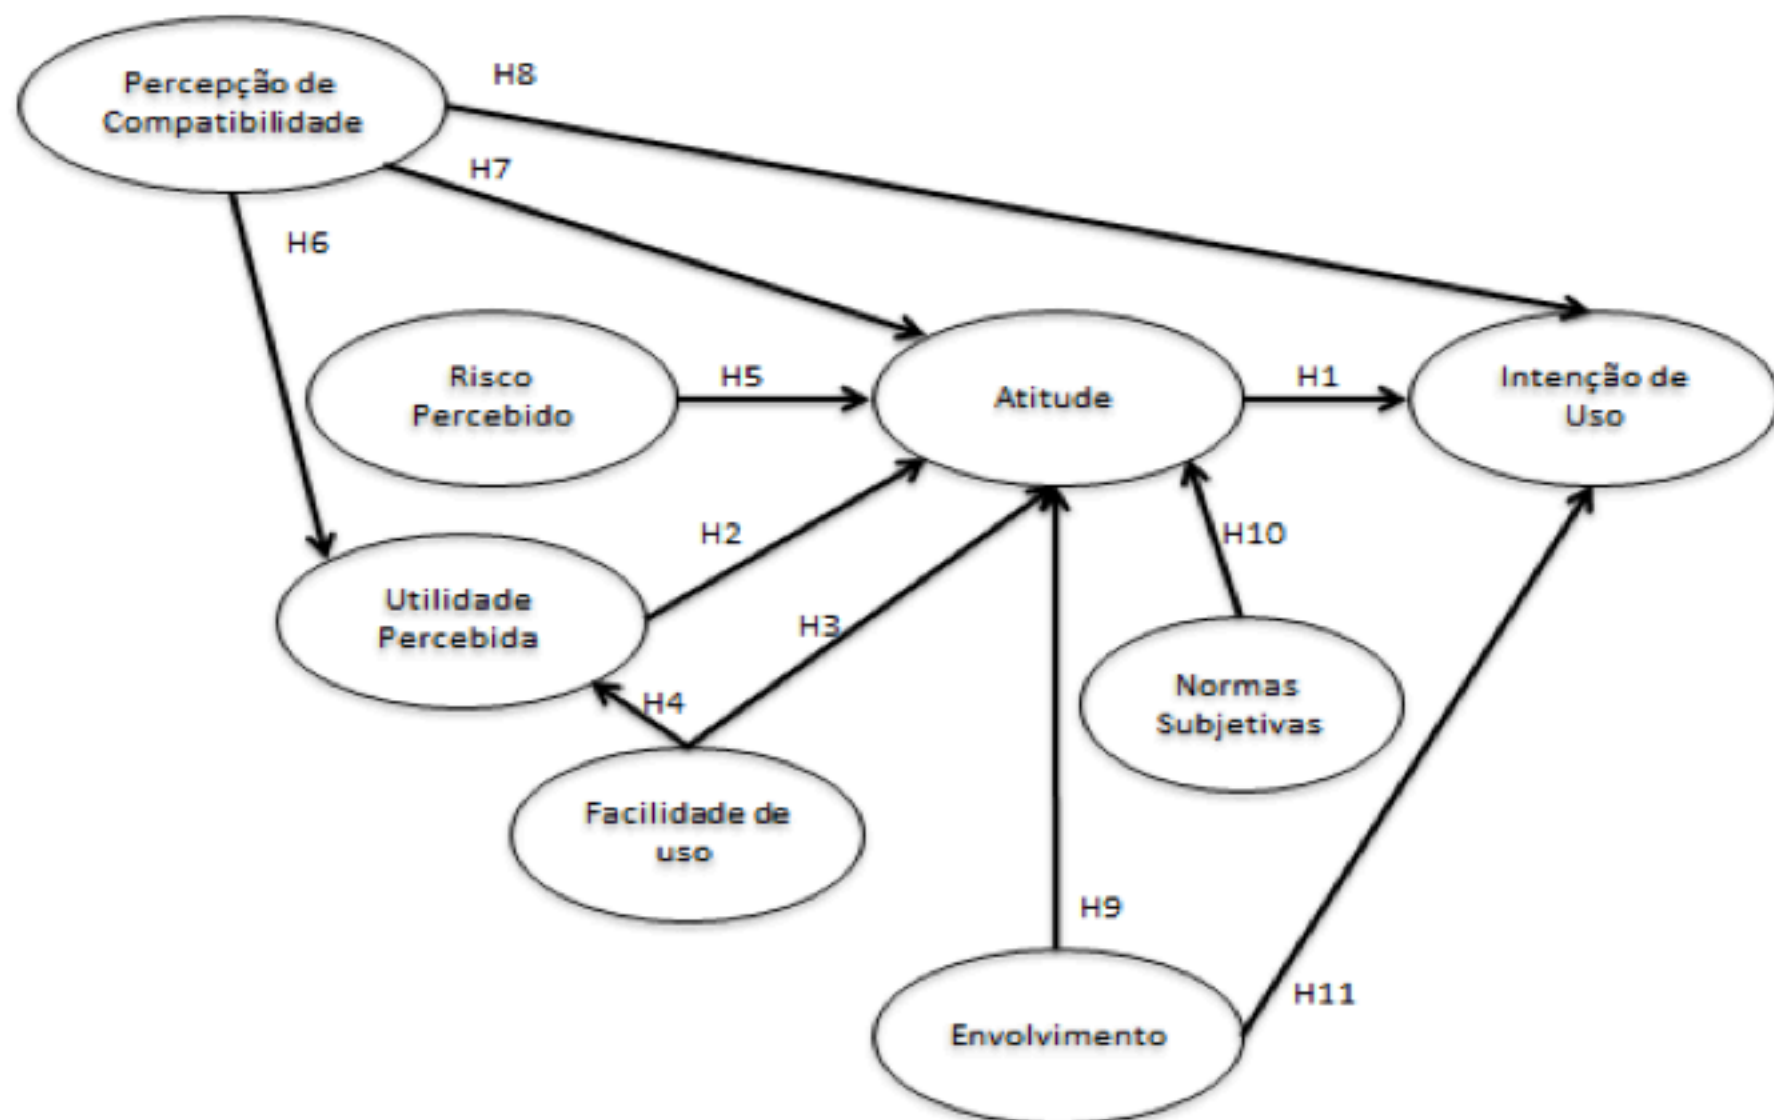 Percepção de
Compatibilidade
H8
H7
H6
Risco
Percebido
H5
Atitude
H1
Intenção de
Uso
H2
H10
Utilidade
Percebida
H3
H4
Normas
Subjetivas
Facilidade de
uso
H9
H11
Envolvimento